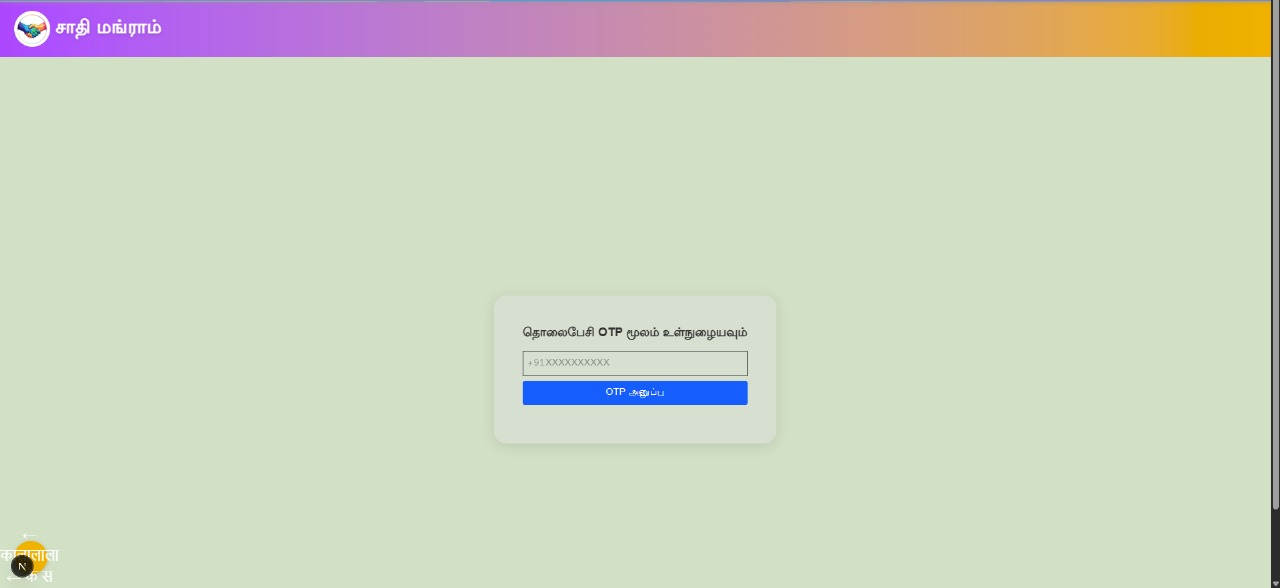 சாதி மங்ராம்
தொலைபேசி OTP மூலம் உள்நுழையவும்
+91XXXXXXXXXX
OTP அனுப்ப
←
N
← क स